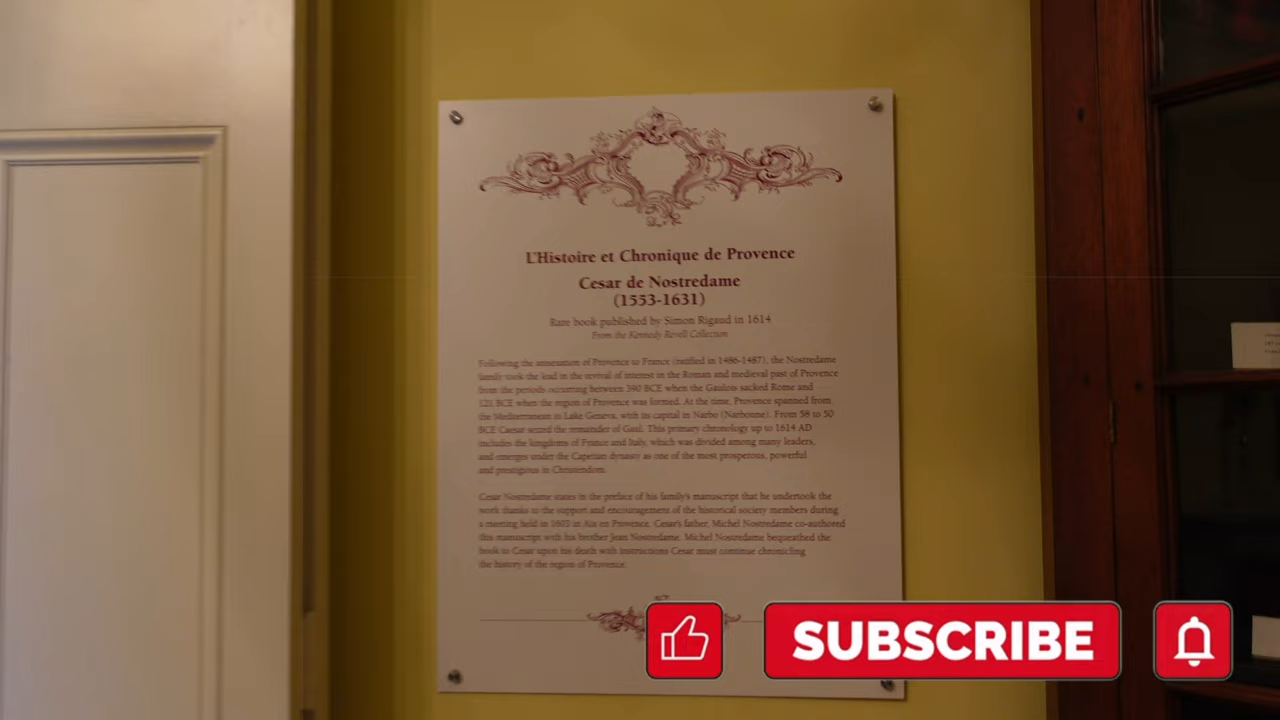 L'Histoire et Chronique de Provence
Cesar de Nostredame
(1553-1631)
Rare book published by Simon Rigaud in 1614
From the Kennedy Revell Collection
Following the annexation of Provence to France (ratified in 1486-1487), the Nostredame
family took the lead in the revival of interest in the Roman and medieval past of Provence
from the periods occurring between 390 BCE when the Gaulois sacked Rome and
121 BCE when the region of Provence was formed. At the time, Provence spanned from
the Mediterranean to Lake Geneva, with its capital in Narbo (Narbonne). From 58 to 50
BCE Caesar seized the remainder of Gaul. This primary chronology up to 1614 AD
includes the kingdoms of France and Italy, which was divided among many leaders,
and emerges under the Capetian dynasty as one of the most prosperous, powerful
and prestigious in Christendom.
Cesar Nostredame states in the preface of his family's manuscript that he undertook the
work thanks to the support and encouragement of the historical society members during
a meeting held in 1603 in Aix en Provence. Cesar's father, Michel Nostredame co-authored
this manuscript with his brother Jean Nostredame. Michel Nostredame bequeathed the
book to Cesar upon his death with instructions Cesar must continue chronicling
the history of the region of Provence.
SUBSCRIBE